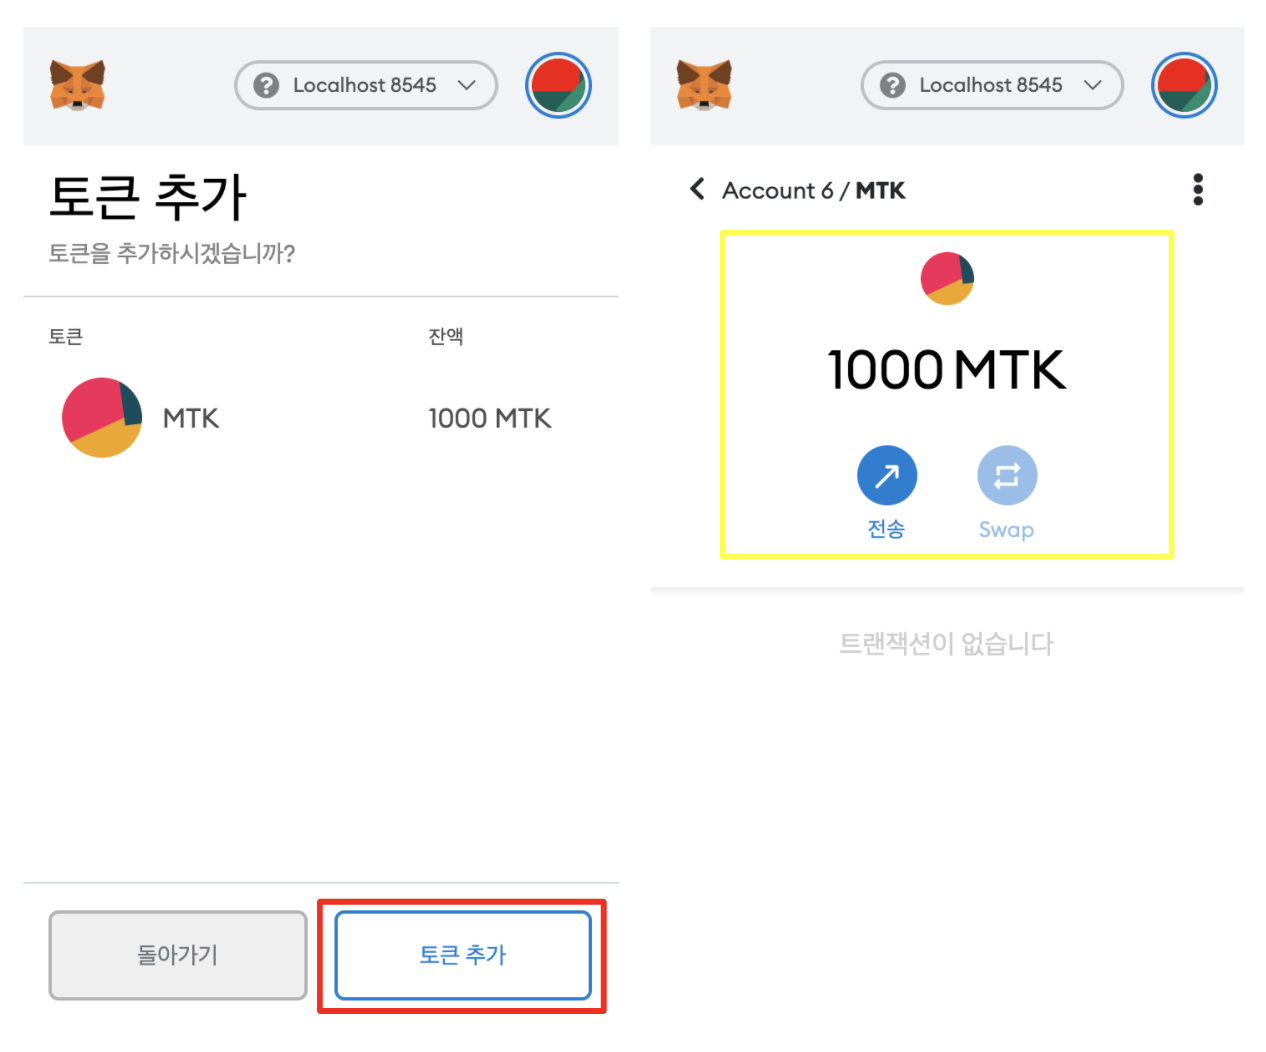 ? Localhost 8545
토큰 추가
토큰을 추가하시겠습니까?
토큰 잔액
MTK 1000 MTK
돌아가기 토큰 추가
? Localhost 8545
Account 6 / MTK
1000 MTK
전송 Swap
트랜잭션이 없습니다